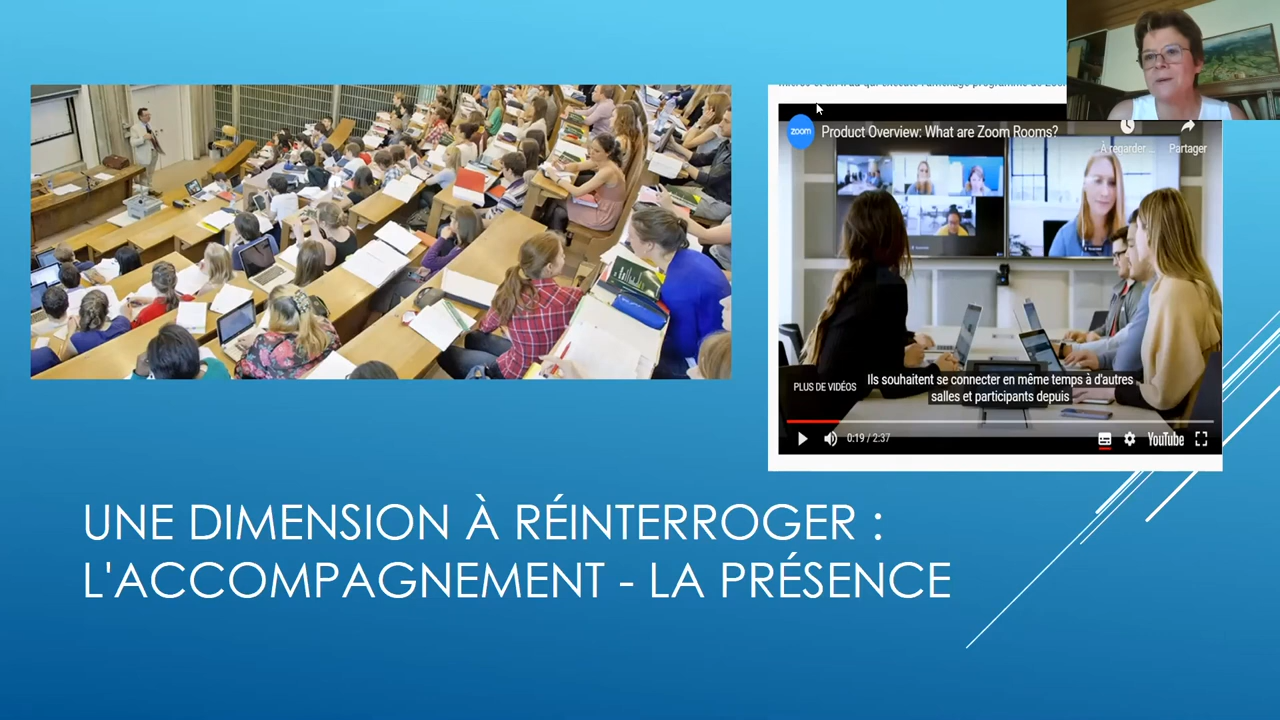 zoom
Product Overview: What are Zoom Rooms?
À regarder...
Partager
PLUS DE VIDÉOS
Ils souhaitent se connecter en même temps à d'autres
salles et participants depuis
0:19 / 2:37
YouTube
UNE DIMENSION À RÉINTERROGER :
L'ACCOMPAGNEMENT - LA PRÉSENCE